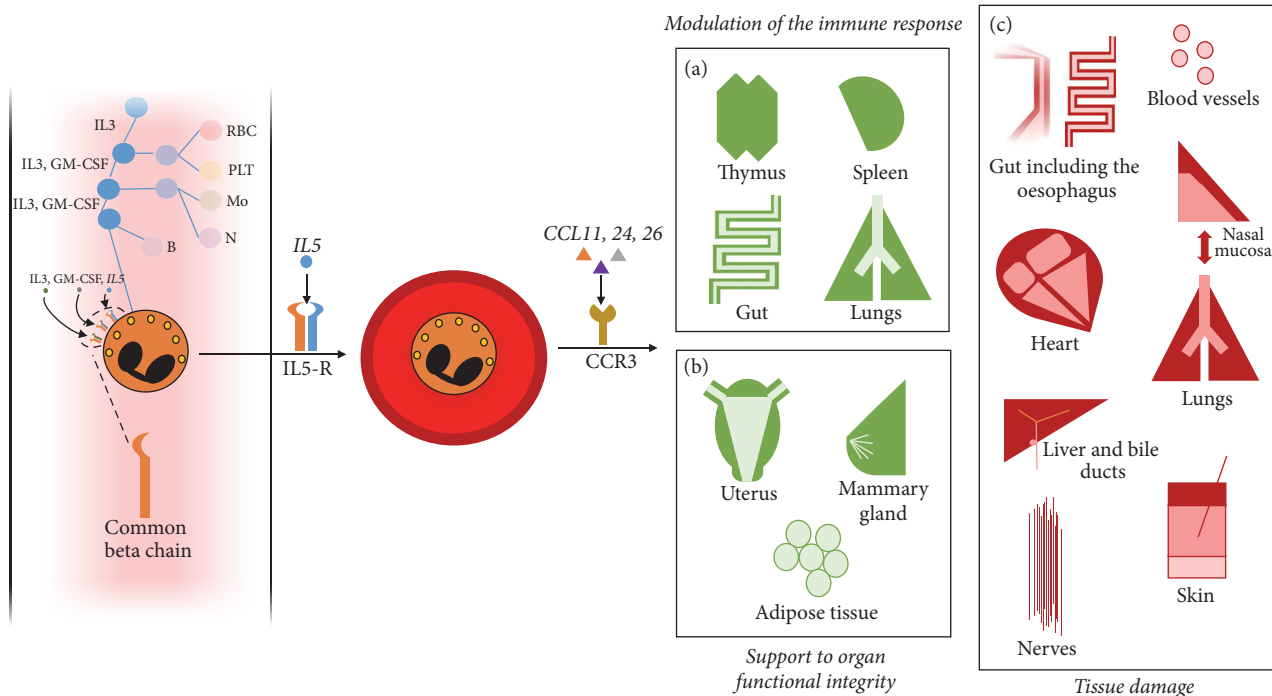 IL3
IL3, GM-CSF
IL3, GM-CSF
RBC
PLT
Mo
N
B
IL3, GM-CSF, IL5
Common
beta chain
IL5
IL5-R
CCL11, 24, 26
CCR3
Modulation of the immune response
(a)
Thymus
Spleen
Gut
Lungs
(b)
Uterus
Mammary
gland
Adipose tissue
Support to organ
functional integrity
(c)
Blood vessels
Gut including the
oesophagus
Nasal
mucosa
Heart
Lungs
Liver and bile
ducts
Skin
Nerves
Tissue damage